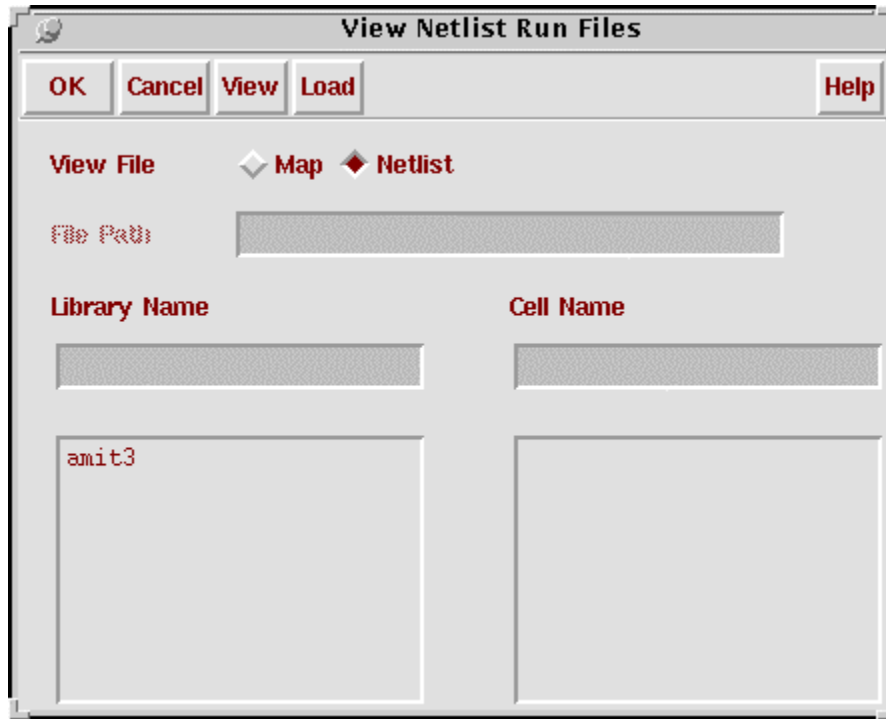 View Netlist Run Files
OK Cancel View Load Help
View File Map Netlist
File Path
Library Name Cell Name
amit3